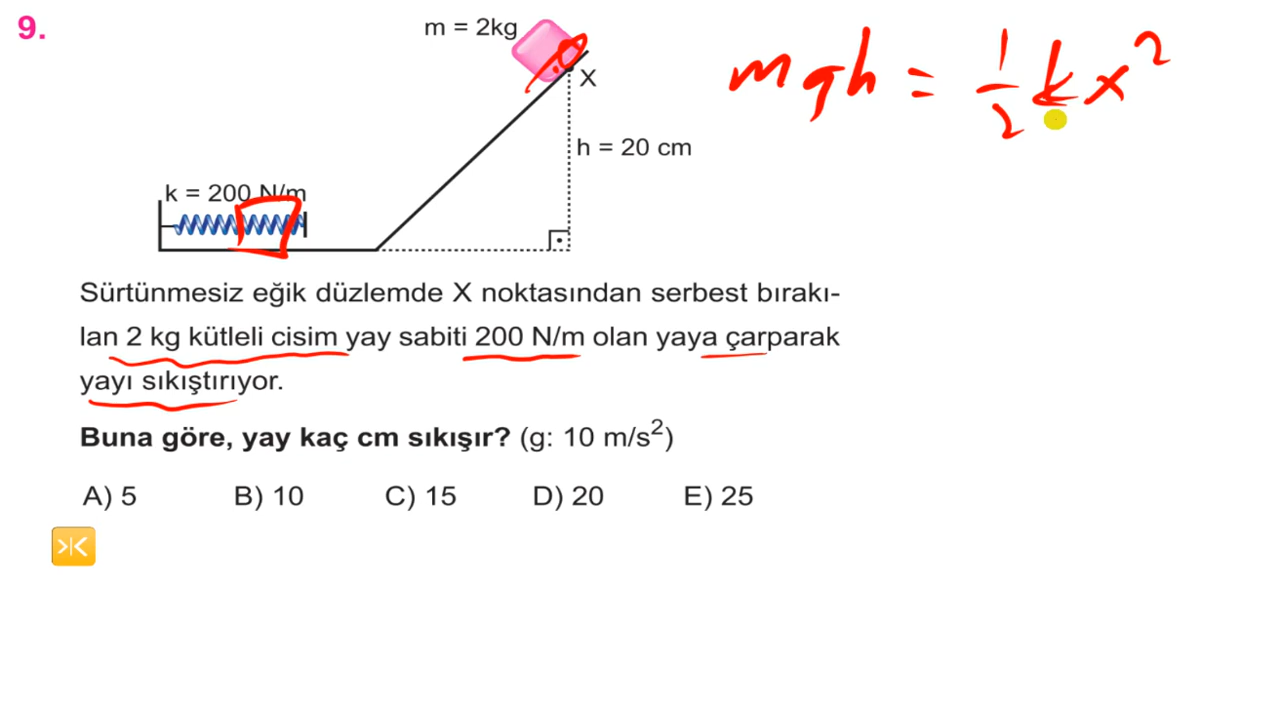 9.
m = 2kg
mgh = 1/2 kx²
X
h = 20 cm
k = 200 N/m
Sürtünmesiz eğik düzlemde X noktasından serbest bırakı-
lan 2 kg kütleli cisim yay sabiti 200 N/m olan yaya çarparak
yayı sıkıştırıyor.
Buna göre, yay kaç cm sıkışır? (g: 10 m/s²)
A) 5 B) 10 C) 15 D) 20 E) 25